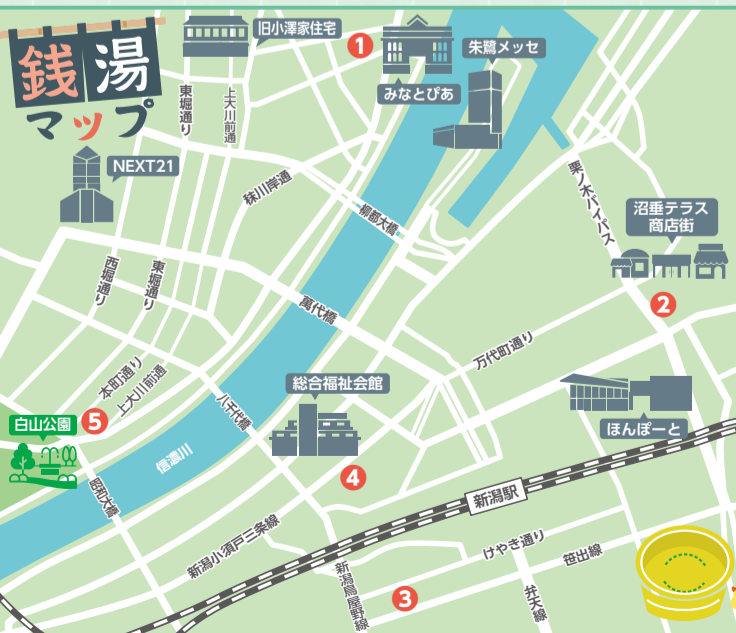 銭湯
マップ
旧小澤家住宅
1
みなとぴあ
朱鷺メッセ
東堀通り
上大川前通
NEXT21
秣川岸通
柳都大橋
栗ノ木バイパス
沼垂テラス
商店街
2
西堀通り
東堀通り
萬代橋
万代町通り
本町通り
上大川前通
八千代橋
総合福祉会館
ほんぽーと
白山公園
5
信濃川
昭和大橋
4
新潟駅
新潟小須戸三条線
けやき通り
笹出線
新潟鳥屋野線
3
弁天線